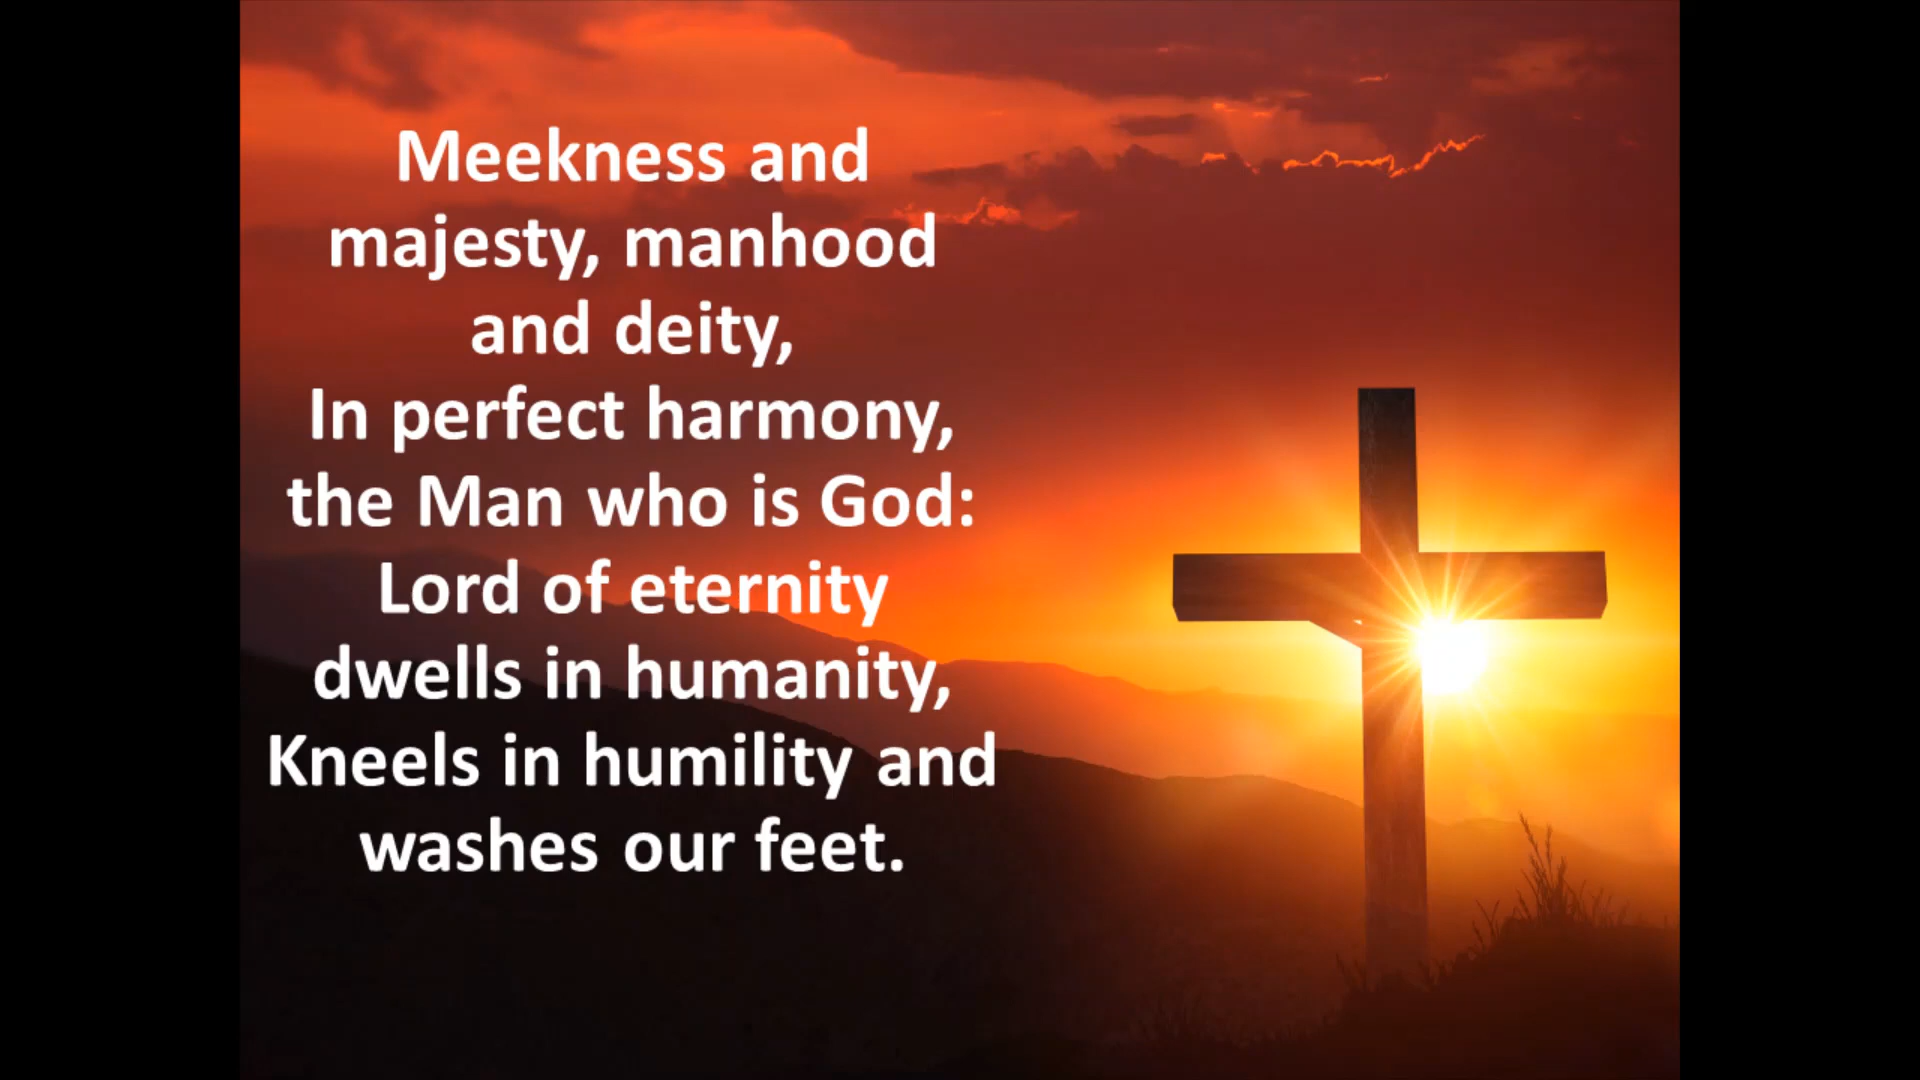 Meekness and
majesty, manhood
and deity,
In perfect harmony,
the Man who is God:
Lord of eternity
dwells in humanity,
Kneels in humility and
washes our feet.